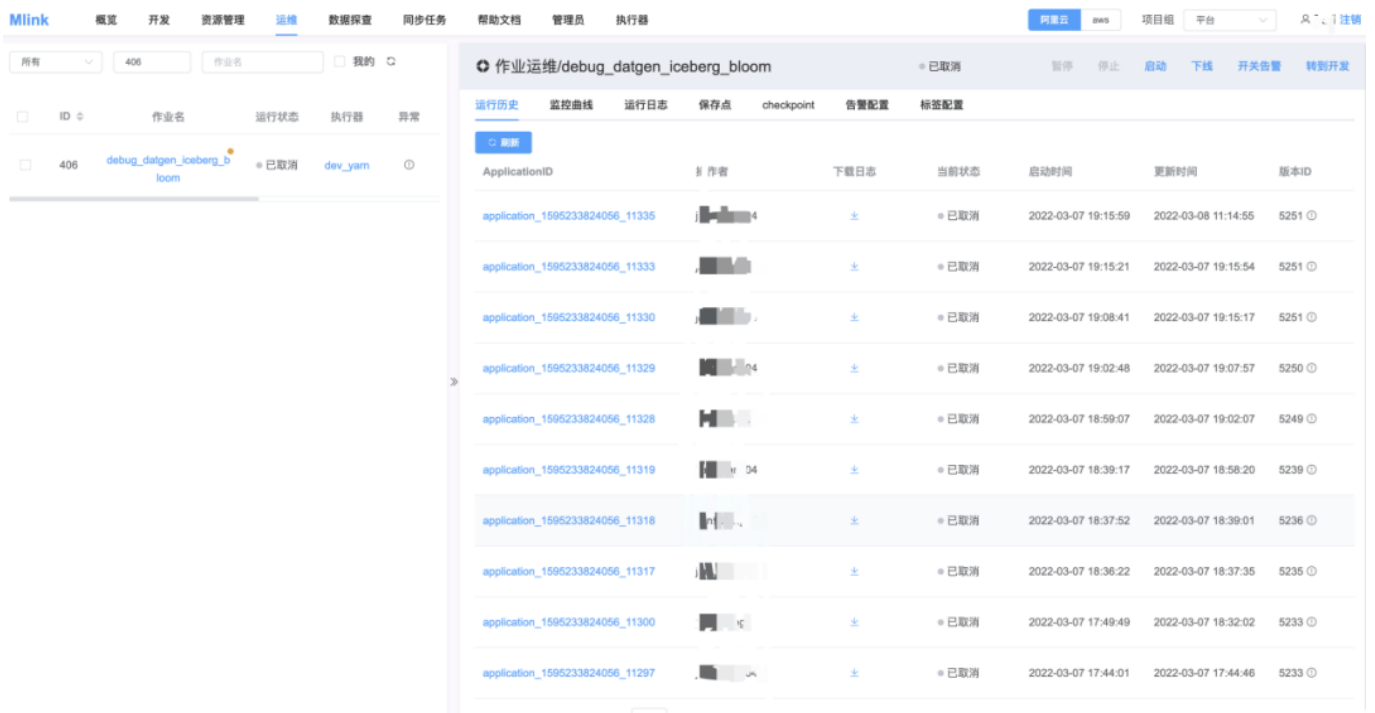 Mlink 概览 开发 资源管理 运维 数据探查 同步任务 帮助文档 管理员 执行器 阿里云 aws 项目组 平台 注销
所有 406 作业名 我的
ID 作业名 运行状态 执行器 异常
406 debug_datgen_iceberg_b 已取消 dev_yarn
loom
作业运维/debug_datgen_iceberg_bloom 已取消 暂停 停止 启动 下线 开关告警 转到开发
运行历史 监控曲线 运行日志 保存点 checkpoint 告警配置 标签配置
刷新
ApplicationID 作者 下载日志 当前状态 启动时间 更新时间 版本ID
application_1595233824056_11335 已取消 2022-03-07 19:15:59 2022-03-08 11:14:55 5251
application_1595233824056_11333 已取消 2022-03-07 19:15:21 2022-03-07 19:15:54 5251
application_1595233824056_11330 已取消 2022-03-07 19:08:41 2022-03-07 19:15:17 5251
application_1595233824056_11329 已取消 2022-03-07 19:02:48 2022-03-07 19:07:57 5250
application_1595233824056_11328 已取消 2022-03-07 18:59:07 2022-03-07 19:02:07 5249
application_1595233824056_11319 已取消 2022-03-07 18:39:17 2022-03-07 18:58:20 5239
application_1595233824056_11318 已取消 2022-03-07 18:37:52 2022-03-07 18:39:01 5236
application_1595233824056_11317 已取消 2022-03-07 18:36:22 2022-03-07 18:37:35 5235
application_1595233824056_11300 已取消 2022-03-07 17:49:49 2022-03-07 18:32:02 5233
application_1595233824056_11297 已取消 2022-03-07 17:44:01 2022-03-07 17:44:46 5233